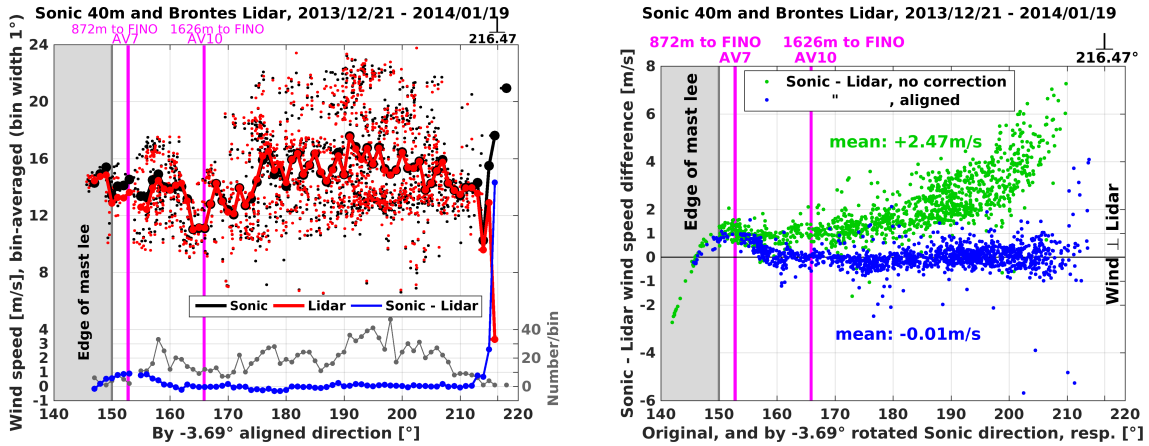 Sonic 40m and Brontes Lidar, 2013/12/21 - 2014/01/19
872m to FINO 1626m to FINO
AV7 AV10
216.47
Wind speed [m/s], bin-averaged (bin width 1°)
24
20
16
12
8
4
3
2
1
0
-1
Edge of mast lee
Sonic Lidar Sonic - Lidar
40
20
0
Number/bin
140 150 160 170 180 190 200 210 220
By -3.69° aligned direction [°]
Sonic 40m and Brontes Lidar, 2013/12/21 - 2014/01/19
872m to FINO 1626m to FINO
AV7 AV10
216.47°
Sonic - Lidar wind speed difference [m/s]
8
6
4
2
1
0
-1
-2
-4
-6
Edge of mast lee
Sonic - Lidar, no correction
" , aligned
mean: +2.47m/s
mean: -0.01m/s
Wind ⊥ Lidar
140 150 160 170 180 190 200 210 220
Original, and by -3.69° rotated Sonic direction, resp. [°]